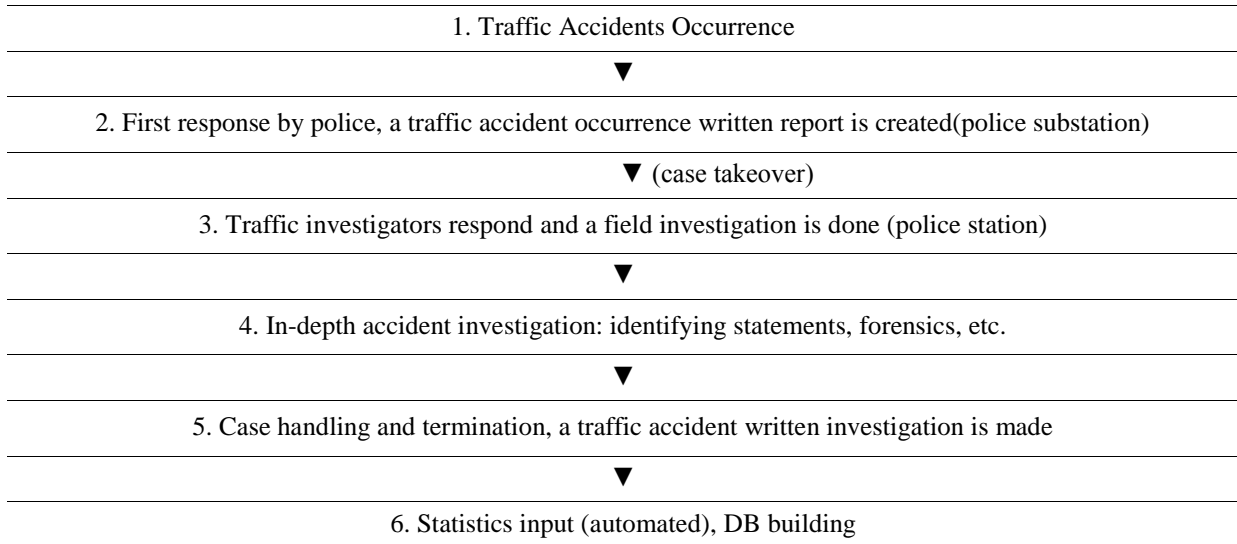 1. Traffic Accidents Occurrence
▼
2. First response by police, a traffic accident occurrence written report is created(police substation)
▼ (case takeover)
3. Traffic investigators respond and a field investigation is done (police station)
▼
4. In-depth accident investigation: identifying statements, forensics, etc.
▼
5. Case handling and termination, a traffic accident written investigation is made
▼
6. Statistics input (automated), DB building